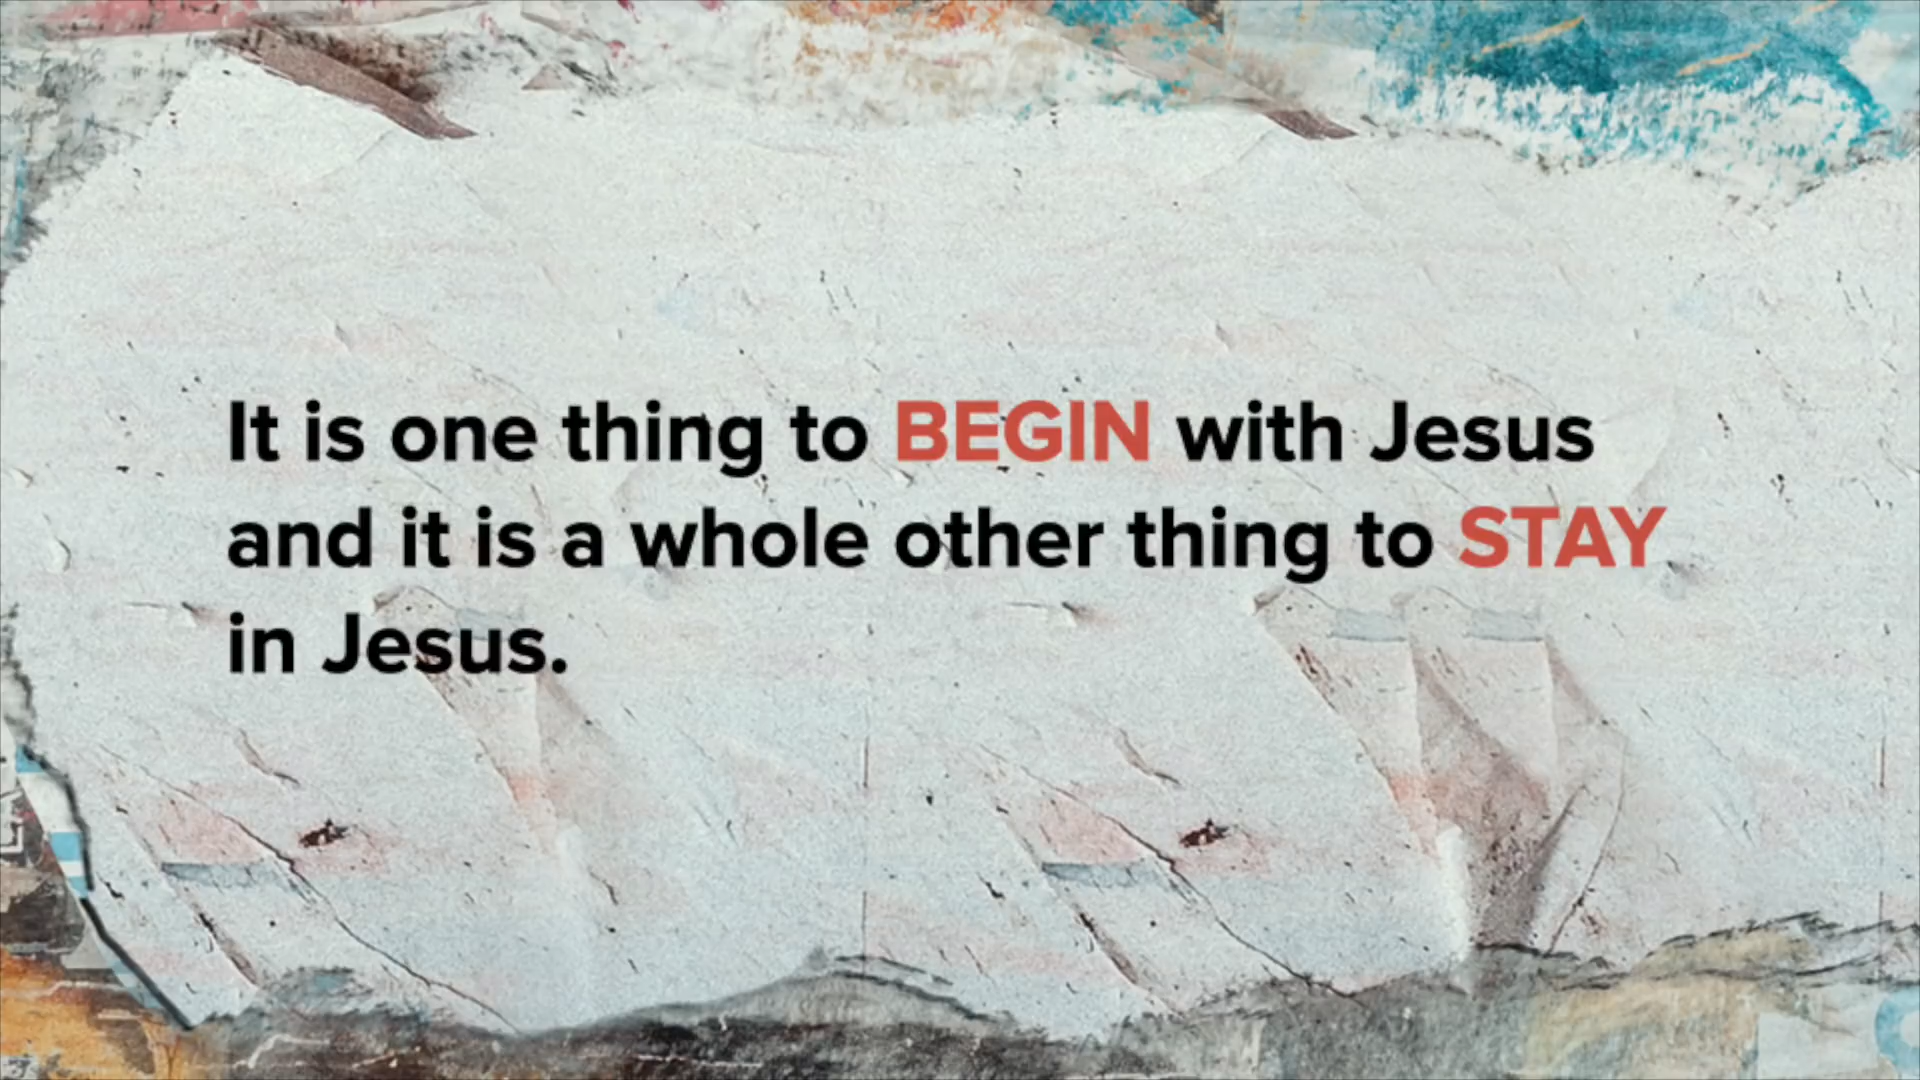 It is one thing to BEGIN with Jesus
and it is a whole other thing to STAY
in Jesus.